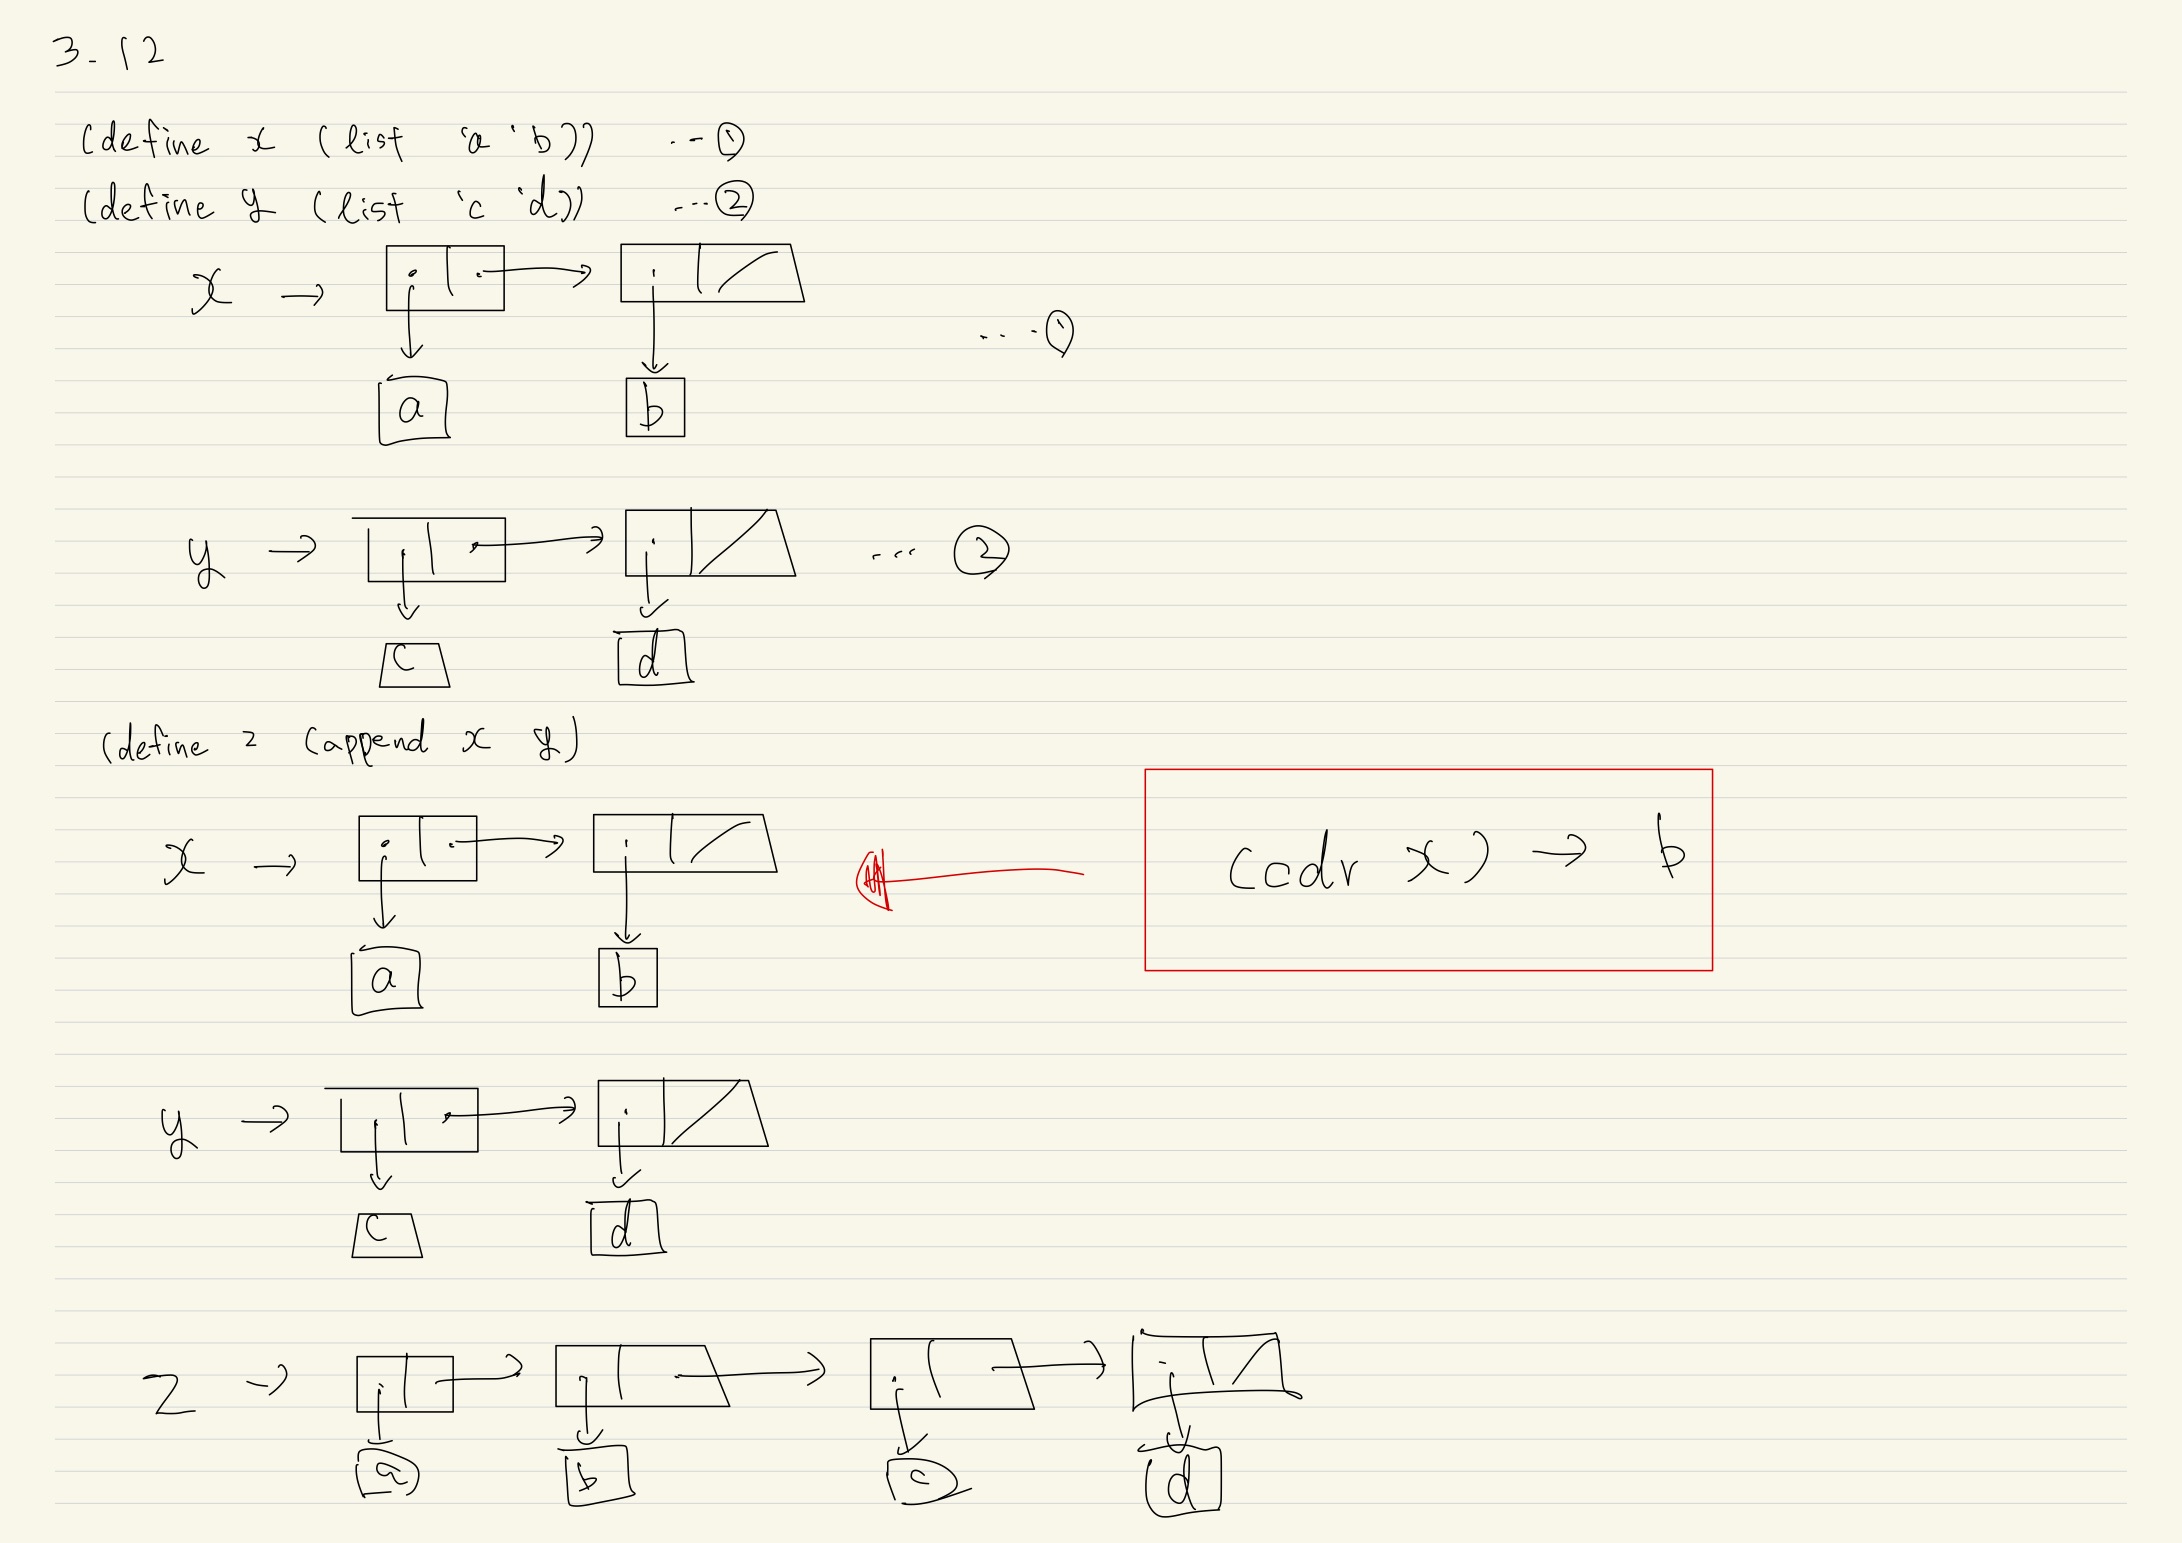 3-12
(define x (list 'a 'b)) ...①
(define y (list 'c 'd)) ...②
x →
a b
...①
y → ... ②
c d
(define z (append x y)
x →
(cdr x) → b
a b
y →
c d
z →
a b c d